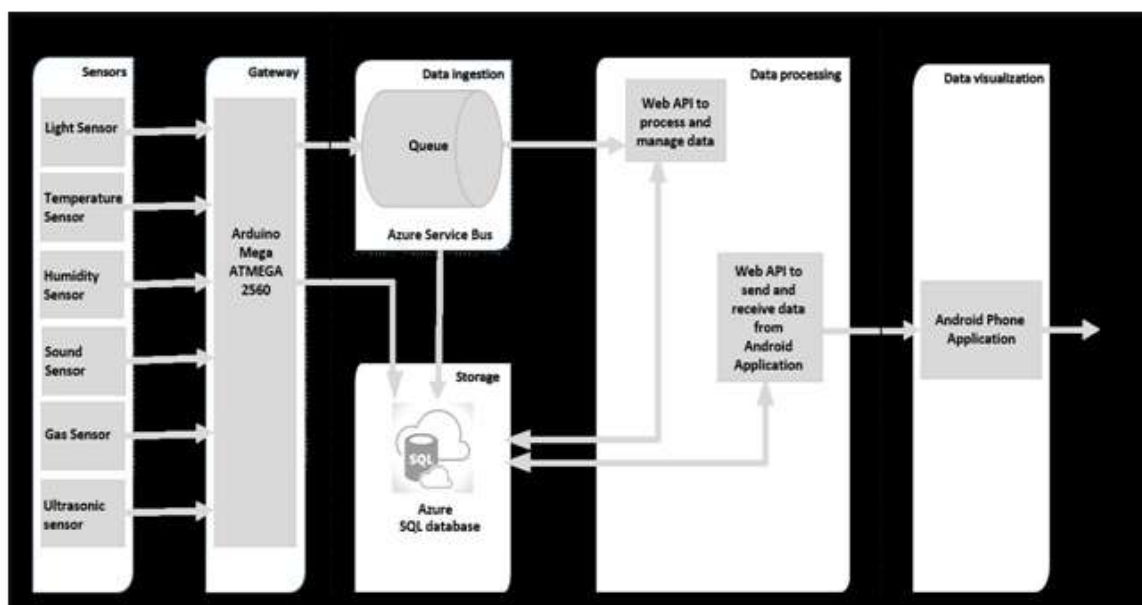 Sensors
Light Sensor
Temperature
Sensor
Humidity
Sensor
Sound
Sensor
Gas Sensor
Ultrasonic
sensor
Gateway
Arduino
Mega
ATMEGA
2560
Data ingestion
Queue
Azure Service Bus
Storage
SQL
Azure
SQL database
Data processing
Web API to
process and
manage data
Web API to
send and
receive data
from
Android
Application
Data visualization
Android Phone
Application